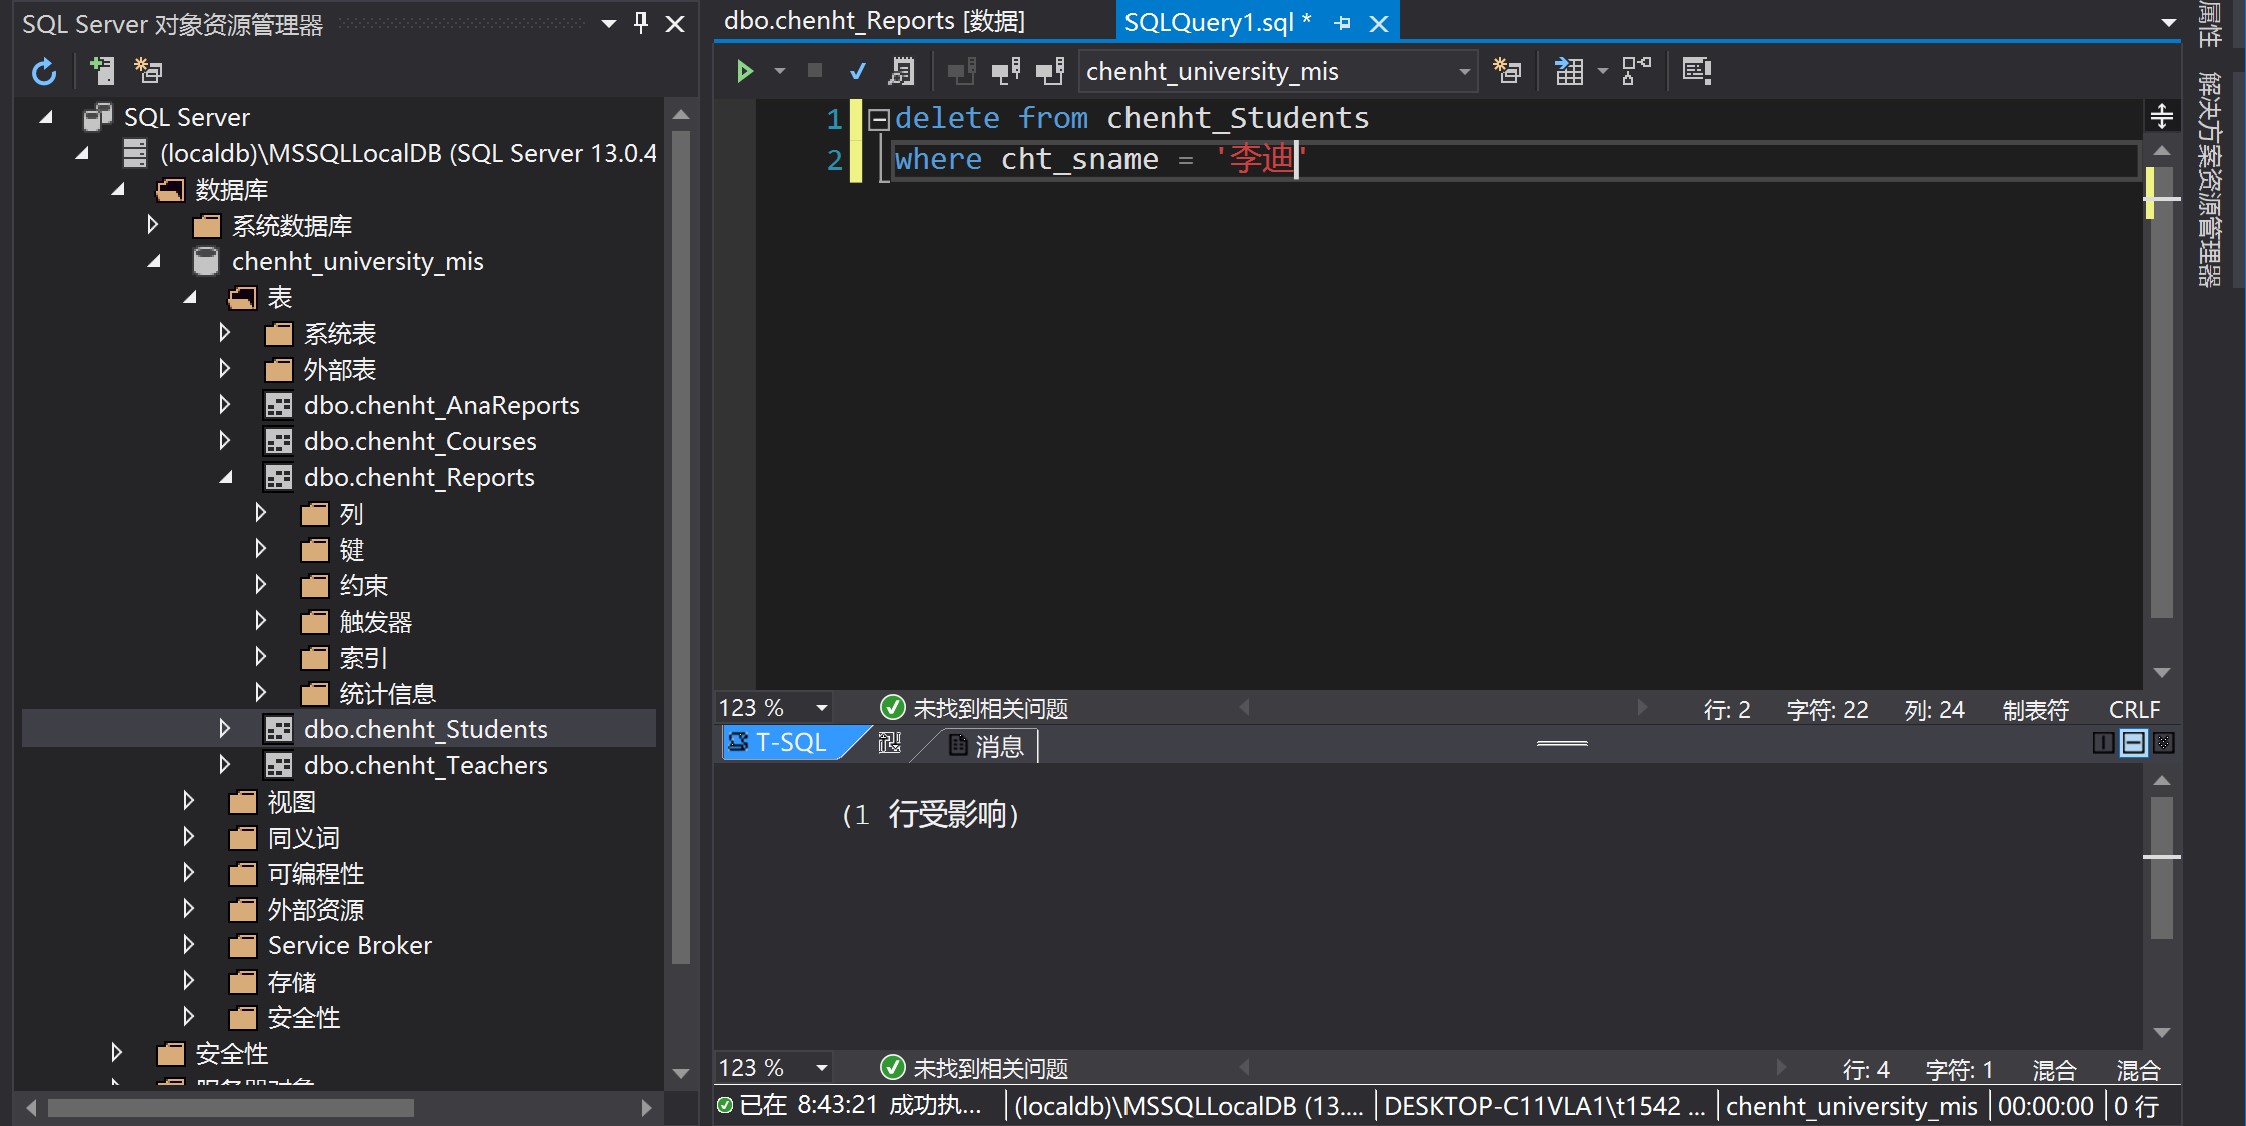 SQL Server 对象资源管理器
SQL Server
(localdb)\MSSQLLocalDB (SQL Server 13.0.4
数据库
系统数据库
chenht_university_mis
表
系统表
外部表
dbo.chenht_AnaReports
dbo.chenht_Courses
dbo.chenht_Reports
列
键
约束
触发器
索引
统计信息
dbo.chenht_Students
dbo.chenht_Teachers
视图
同义词
可编程性
外部资源
Service Broker
存储
安全性
安全性
服务器对象
dbo.chenht_Reports [数据]
SQLQuery1.sql *
chenht_university_mis
1 delete from chenht_Students
2 where cht_sname = '李迪'
123 % 未找到相关问题 行: 2 字符: 22 列: 24 制表符 CRLF
T-SQL 消息
(1 行受影响)
123 % 未找到相关问题 行: 4 字符: 1 混合 混合
已在 8:43:21 成功执... (localdb)\MSSQLLocalDB (13.... DESKTOP-C11VLA1\t1542 ... chenht_university_mis 00:00:00 0 行
属性
解决方案资源管理器